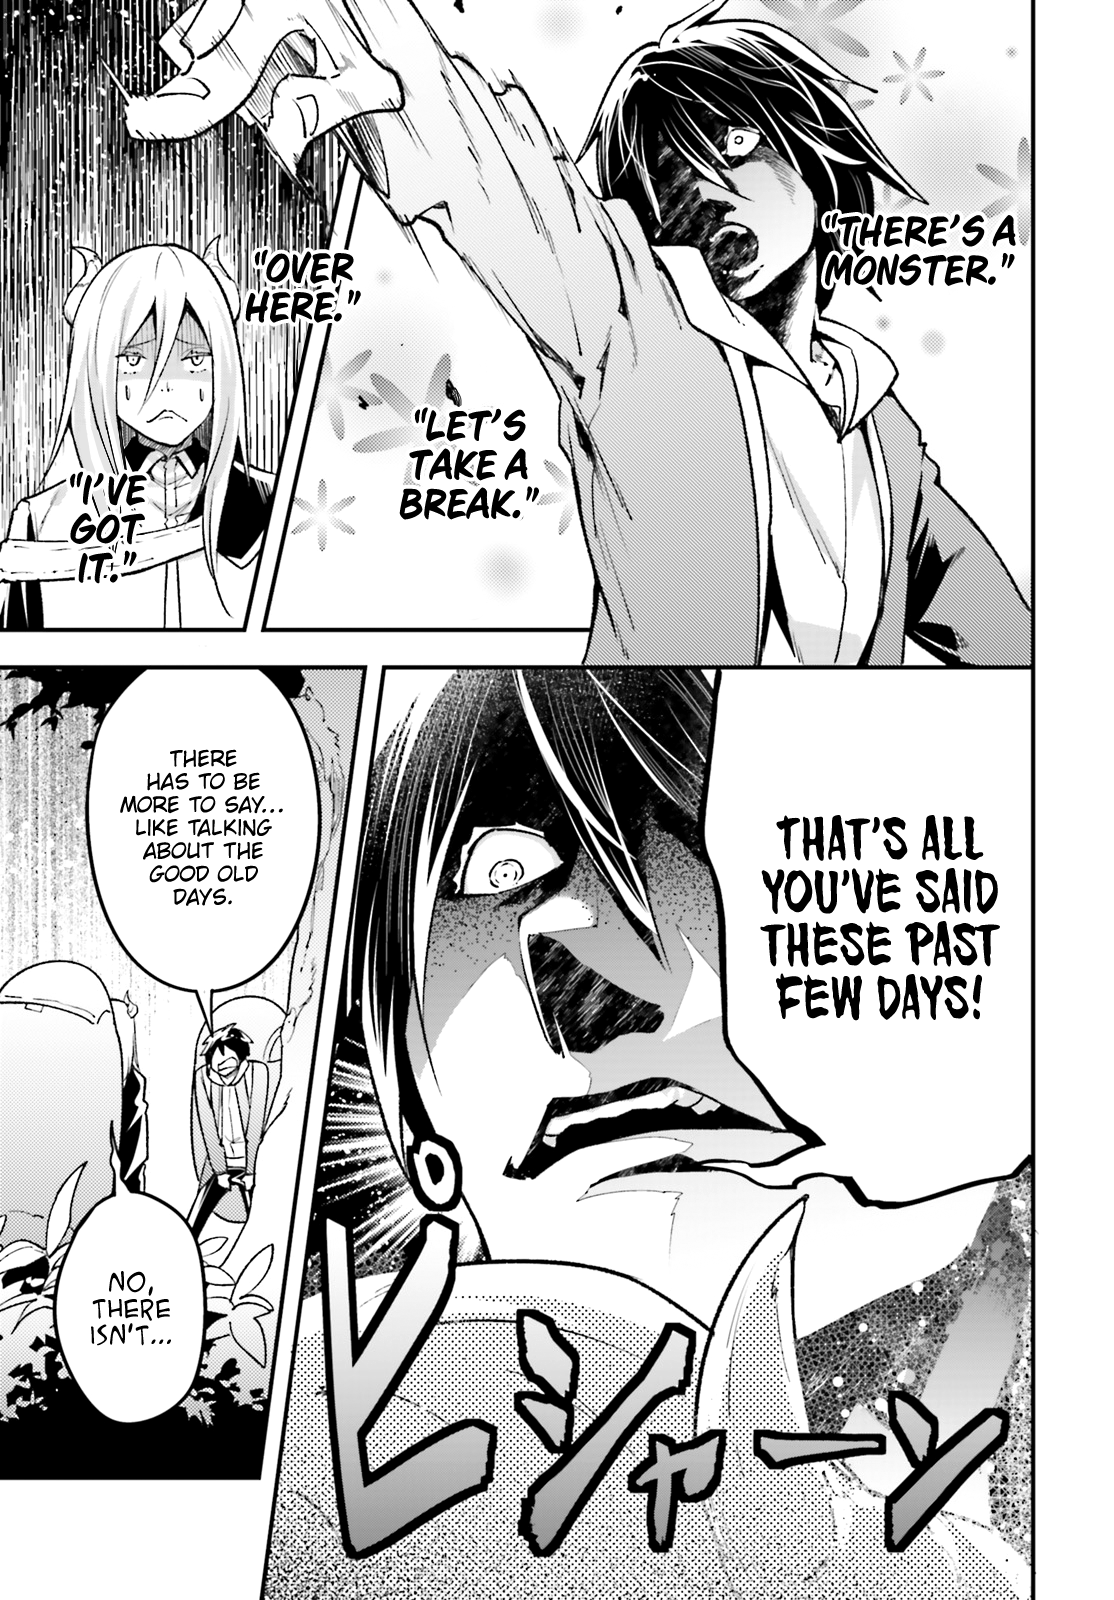 "THERE'S A
MONSTER."
"LET'S
TAKE A
BREAK."
"OVER
HERE."
"I'VE
GOT
IT."
THAT'S ALL
YOU'VE SAID
THESE PAST
FEW DAYS!
ピシャーン
THERE
HAS TO BE
MORE TO SAY...
LIKE TALKING
ABOUT THE
GOOD OLD
DAYS.
NO,
THERE
ISN'T...